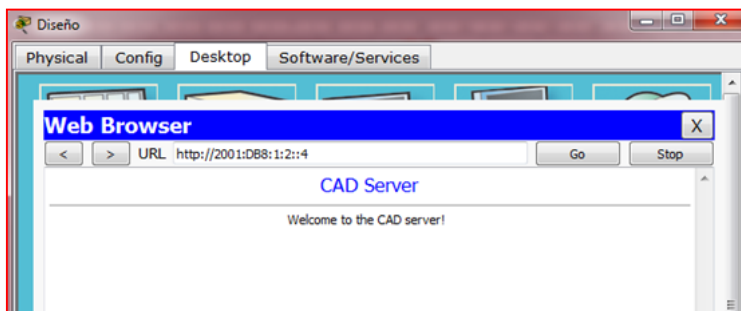 Diseño
Physical Config Desktop Software/Services
Web Browser X
< > URL http://2001:DB8:1:2::4 Go Stop
CAD Server
Welcome to the CAD server!